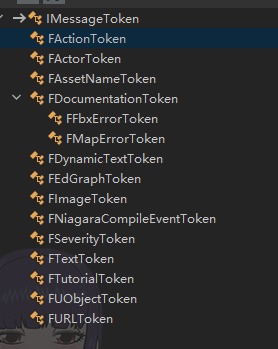 IMessageToken
FActionToken
FActorToken
FAssetNameToken
FDocumentationToken
FFbxErrorToken
FMapErrorToken
FDynamicTextToken
FEdGraphToken
FImageToken
FNiagaraCompileEventToken
FSeverityToken
FTextToken
FTutorialToken
FUObjectToken
FURLToken